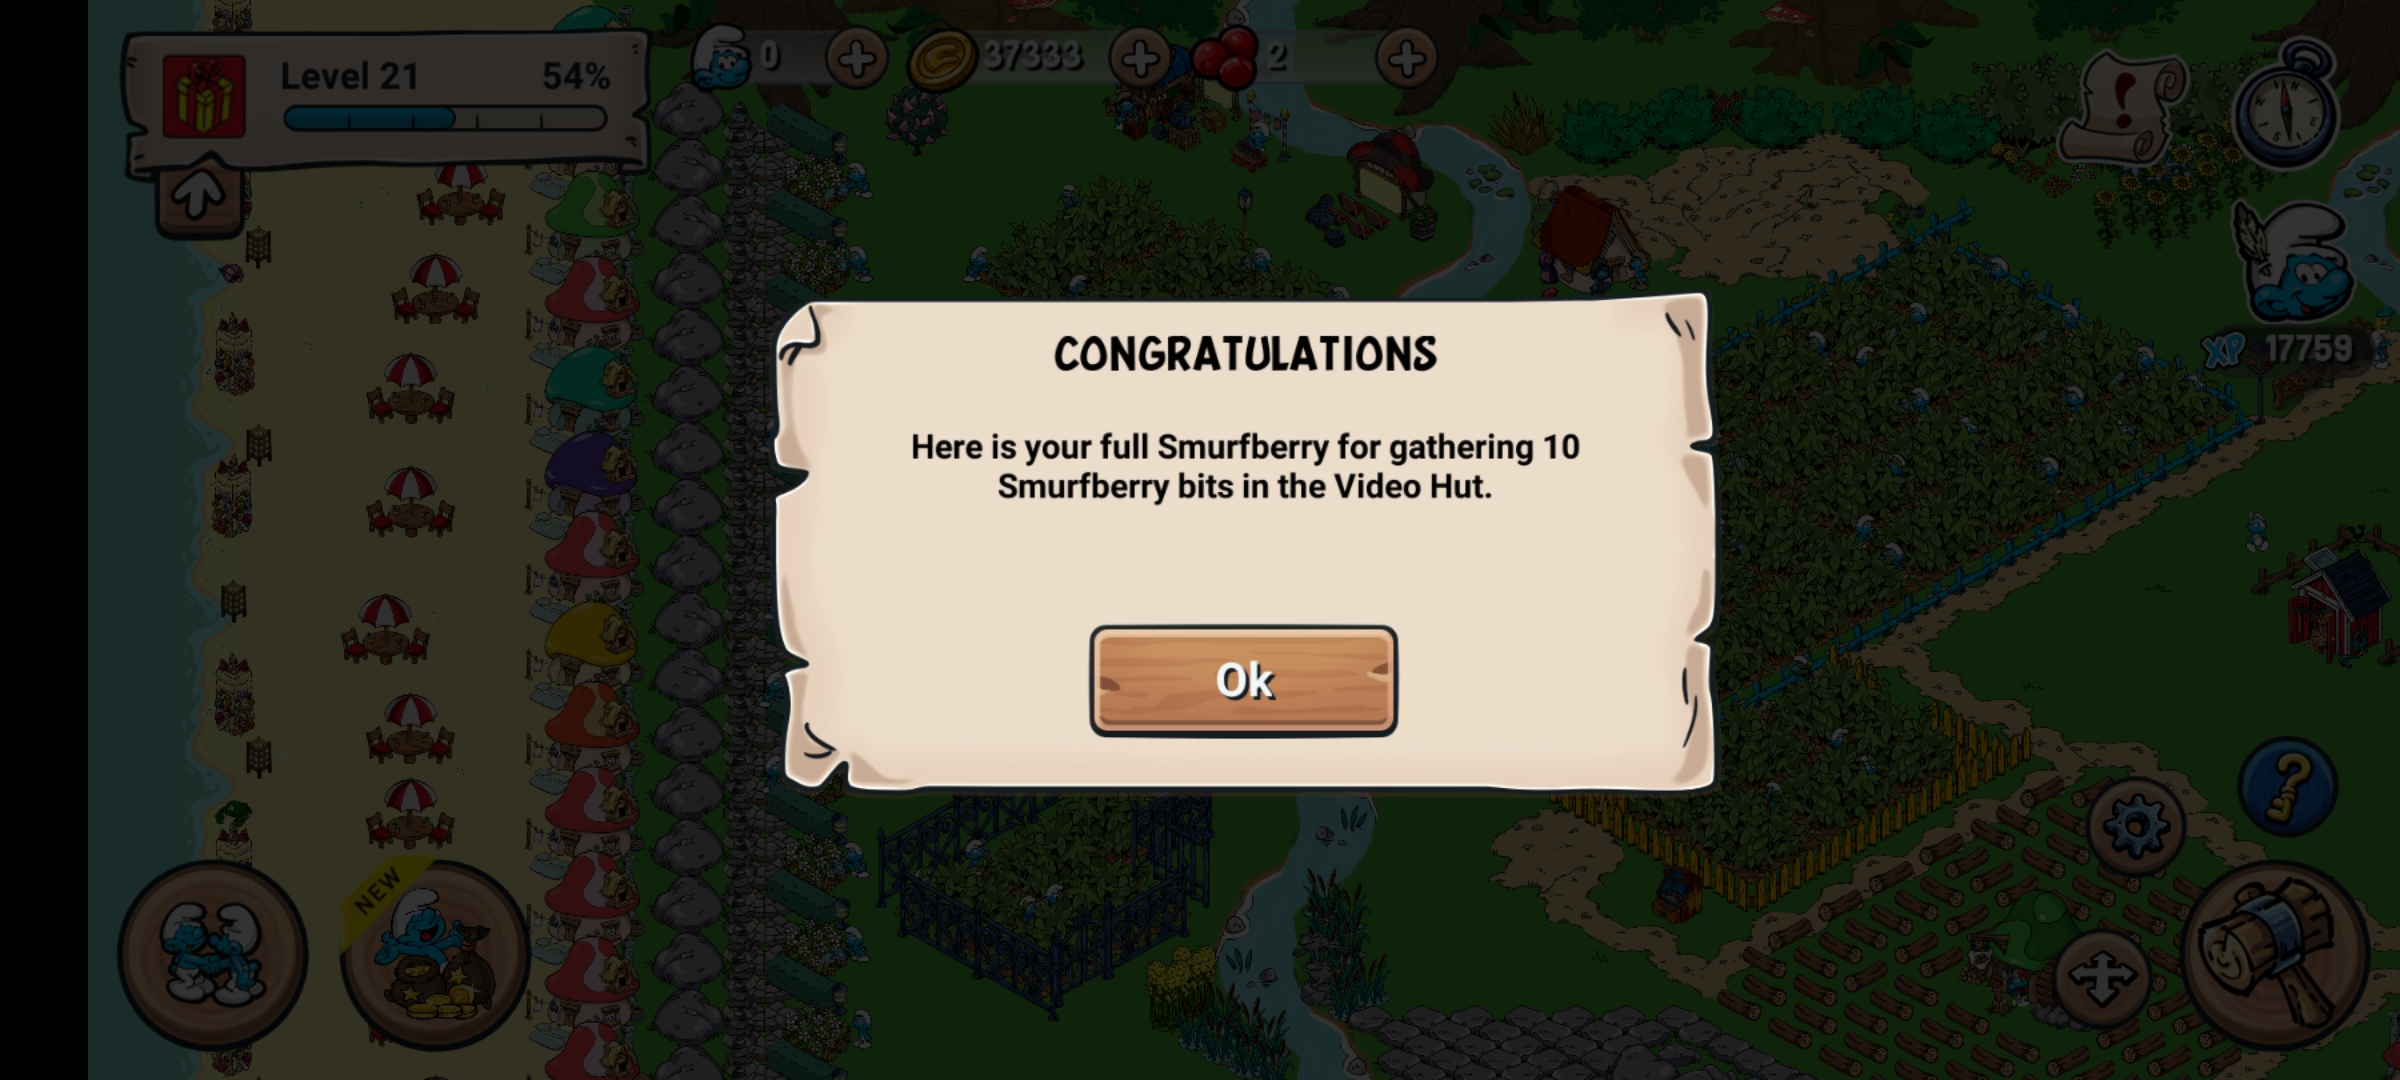 Level 21 54%
0 37333 2
XP 17759
CONGRATULATIONS
Here is your full Smurfberry for gathering 10
Smurfberry bits in the Video Hut.
Ok
NEW